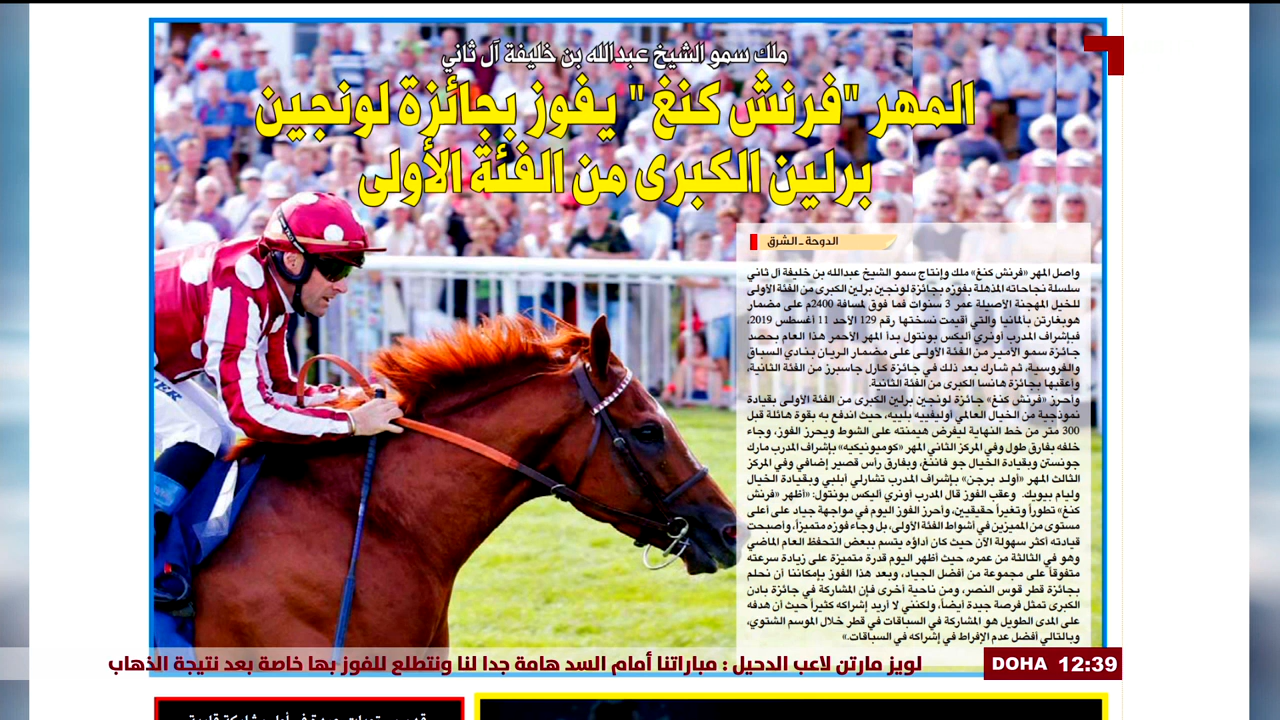 ملك سمو الشيخ عبدالله بن خليفة آل ثاني
المهر "فرنش كنغ" يفوز بجائزة لونجين
برلين الكبرى من الفئة الأولى
الدوحة ـ الشرق
واصل المهر «فرنش كنغ» ملك وإنتاج سمو الشيخ عبدالله بن خليفة آل ثاني
سلسلة نجاحاته المذهلة بفوزه بجائزة لونجين برلين الكبرى من الفئة الأولى
للخيل المهجنة الأصيلة عمر 3 سنوات فما فوق لمسافة 2400م على مضمار
هوبغارتن بألمانيا والتي أقيمت نسختها رقم 129 الأحد 11 أغسطس 2019،
فبإشراف المدرب أونري أليكس بونتول بدأ المهر الأحمر هذا العام بحصد
جائزة سمو الأمير من الفئة الأولى على مضمار الريان بنادي السباق
والفروسية، ثم شارك بعد ذلك في جائزة كارل جاسبرز من الفئة الثانية،
وأعقبها بجائزة هانسا الكبرى من الفئة الثانية.
وأحرز «فرنش كنغ» جائزة لونجين برلين الكبرى من الفئة الأولى بقيادة
نموذجية من الخيال العالمي أوليفييه بلييه، حيث اندفع به بقوة هائلة قبل
300 متر من خط النهاية ليفرض هيمنته على الشوط ويحرز الفوز، وجاء
خلفه بفارق طول وفي المركز الثاني المهر «كوميونيكيه» بإشراف المدرب مارك
جونستن وبقيادة الخيال جو فانتغ، وبفارق رأس قصير إضافي وفي المركز
الثالث المهر «أولد برجن» بإشراف المدرب تشارلي أبلبي وبقيادة الخيال
وليام بيويك. وعقب الفوز قال المدرب أونري أليكس بونتول: «أظهر «فرنش
كنغ» تطوراً وتغيراً حقيقيين، وأحرز الفوز اليوم في مواجهة جياد على أعلى
مستوى من المميزين في أشواط الفئة الأولى، بل وجاء فوزه متميزاً، وأصبحت
قيادته أكثر سهولة الآن حيث كان أداؤه يتسم ببعض التحفظ العام الماضي
وهو في الثالثة من عمره، حيث أظهر اليوم قدرة متميزة على زيادة سرعته
متفوقاً على مجموعة من أفضل الجياد، وبعد هذا الفوز بإمكاننا أن نحلم
بجائزة قطر قوس النصر، ومن ناحية أخرى فإن المشاركة في جائزة بادن
الكبرى تمثل فرصة جيدة أيضاً، ولكنني لا أريد إشراكه كثيراً حيث أن هدفه
على المدى الطويل هو المشاركة في السباقات في قطر خلال الموسم الشتوي،
وبالتالي أفضل عدم الإفراط في إشراكه في السباقات.»
لويز مارتن لاعب الدحيل : مباراتنا أمام السد هامة جدا لنا ونتطلع للفوز بها خاصة بعد نتيجة الذهاب
DOHA 12:39